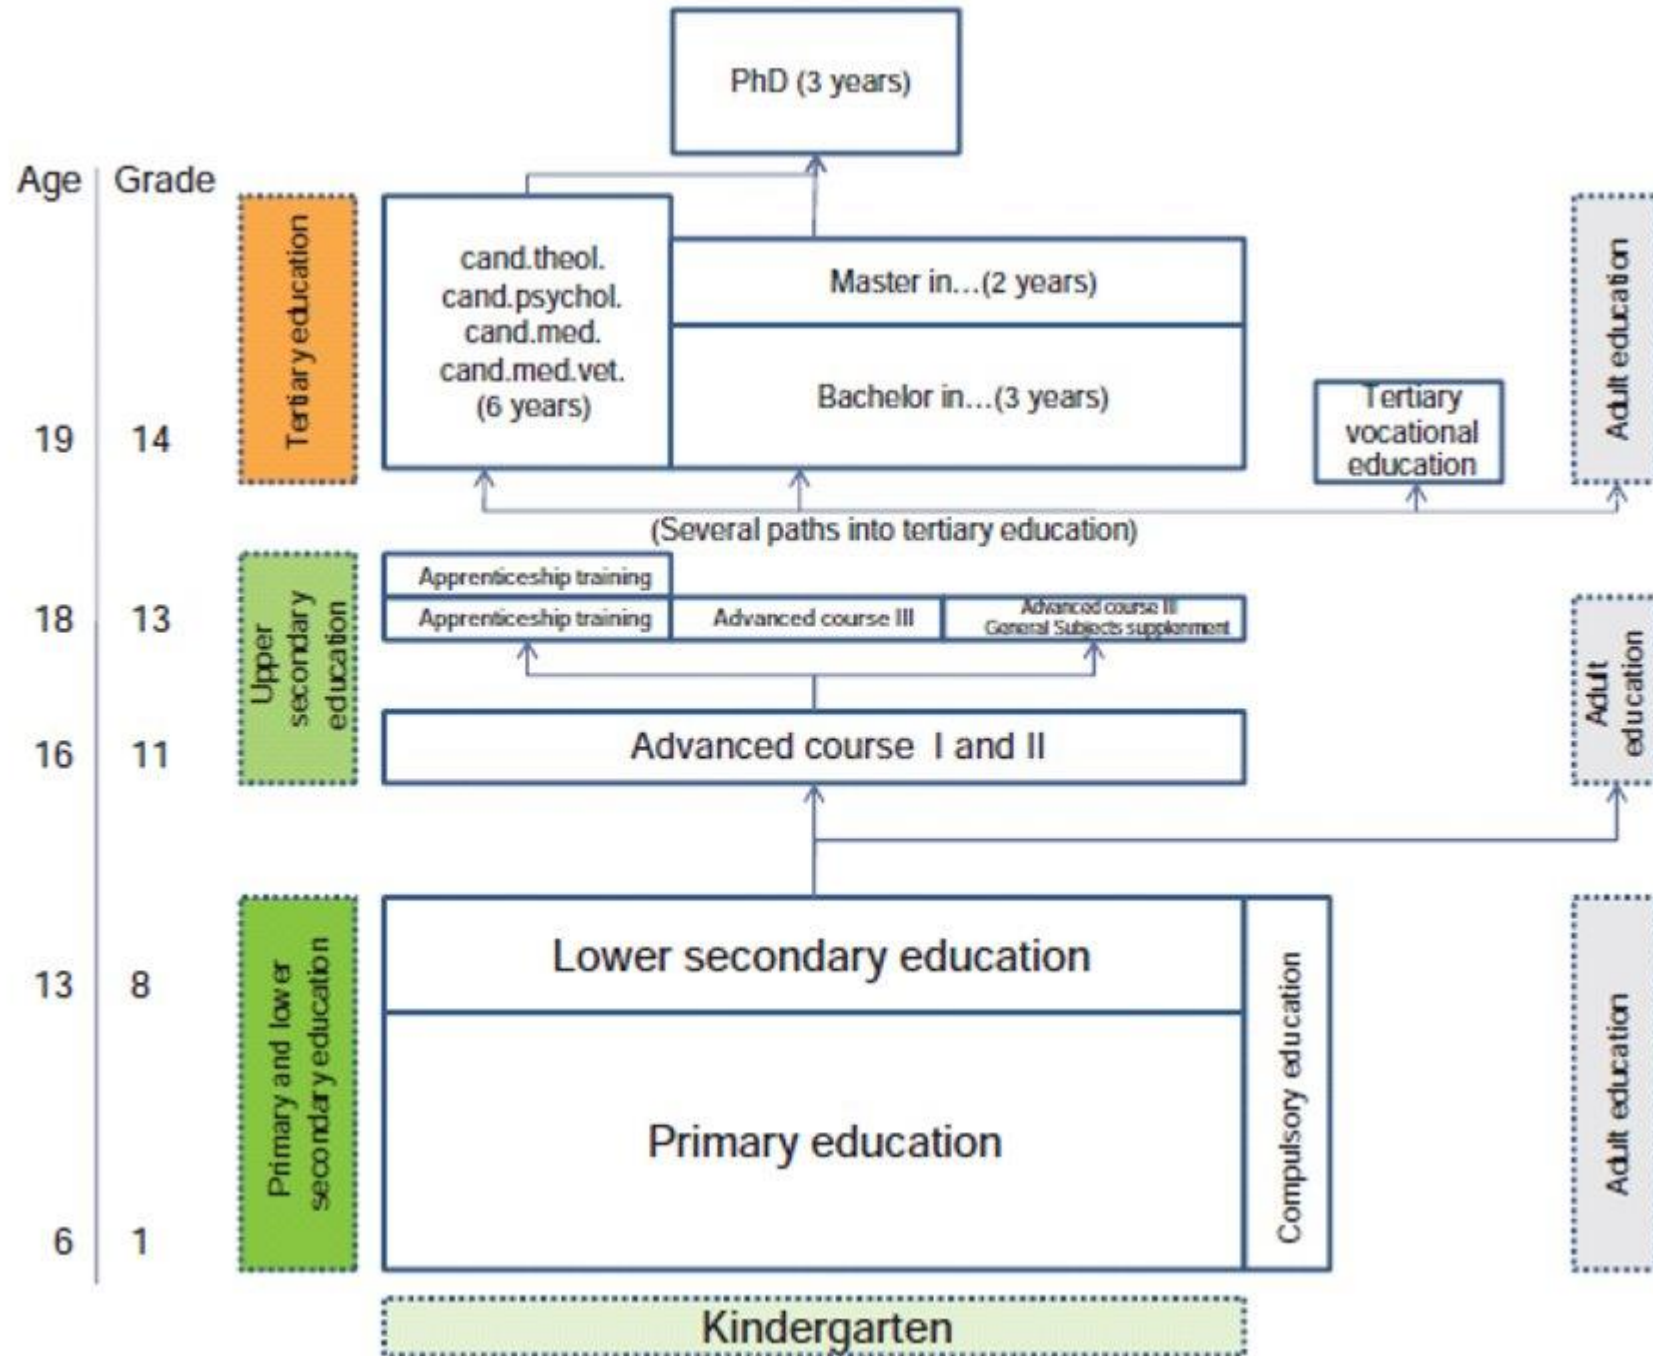 PhD (3 years)
Age Grade
Tertiary education
cand.theol.
cand.psychol.
cand.med.
cand.med.vet.
(6 years)
Master in...(2 years)
Bachelor in...(3 years)
Tertiary
vocational
education
Adult education
19 14
(Several paths into tertiary education)
Upper
secondary
education
Apprenticeship training
Apprenticeship training
Advanced course III
Advanced course III
General Subjects supplenment
18 13
Adult
education
Advanced course I and II
16 11
Primary and lower
secondary education
Lower secondary education
13 8
Compulsory education
Adult education
Primary education
6 1
Kindergarten